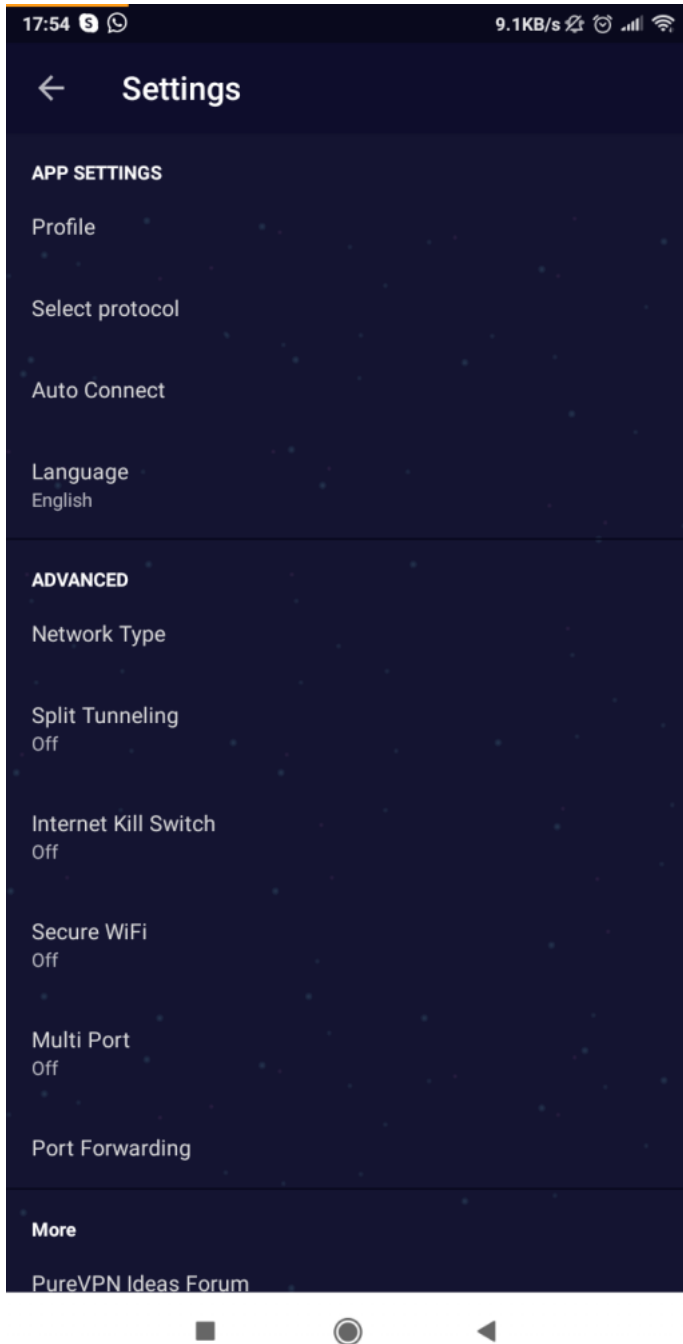 17:54 S 9.1KB/s
Settings
APP SETTINGS
Profile
Select protocol
Auto Connect
Language
English
ADVANCED
Network Type
Split Tunneling
Off
Internet Kill Switch
Off
Secure WiFi
Off
Multi Port
Off
Port Forwarding
More
PureVPN Ideas Forum